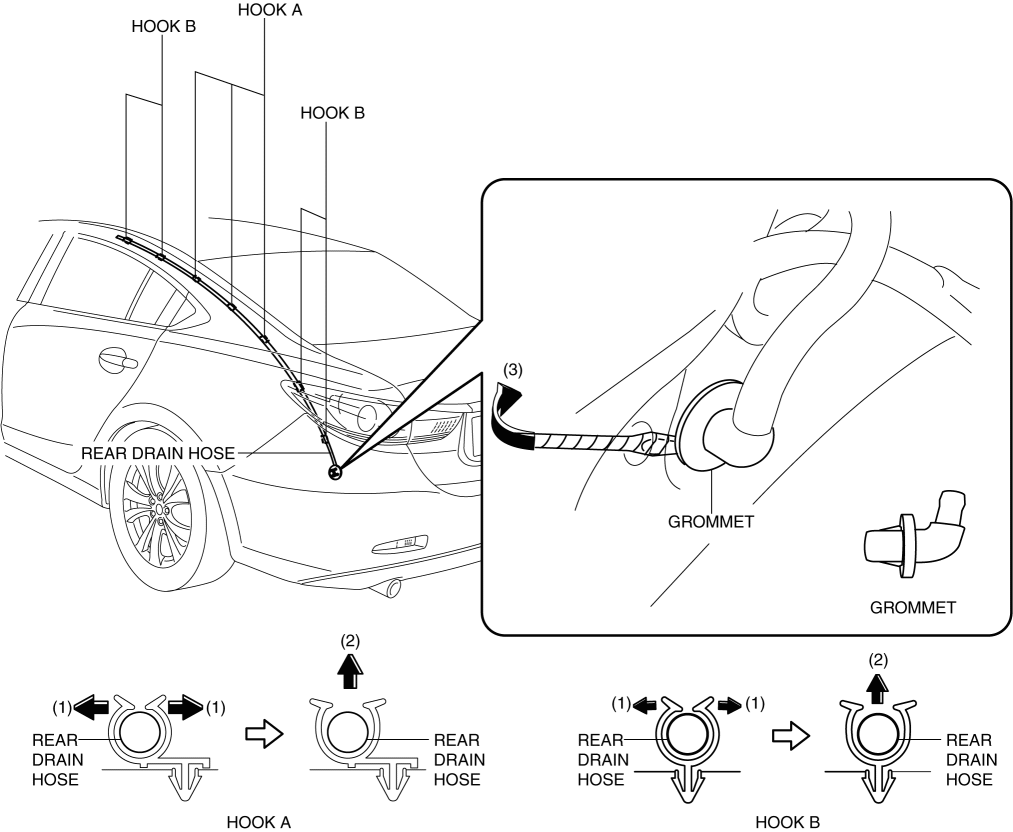 HOOK A
HOOK B
HOOK B
(3)
REAR DRAIN HOSE
GROMMET
GROMMET
(2)
(1)
(1)
REAR
DRAIN
HOSE
REAR
DRAIN
HOSE
HOOK A
(2)
(1)
(1)
REAR
DRAIN
HOSE
REAR
DRAIN
HOSE
HOOK B